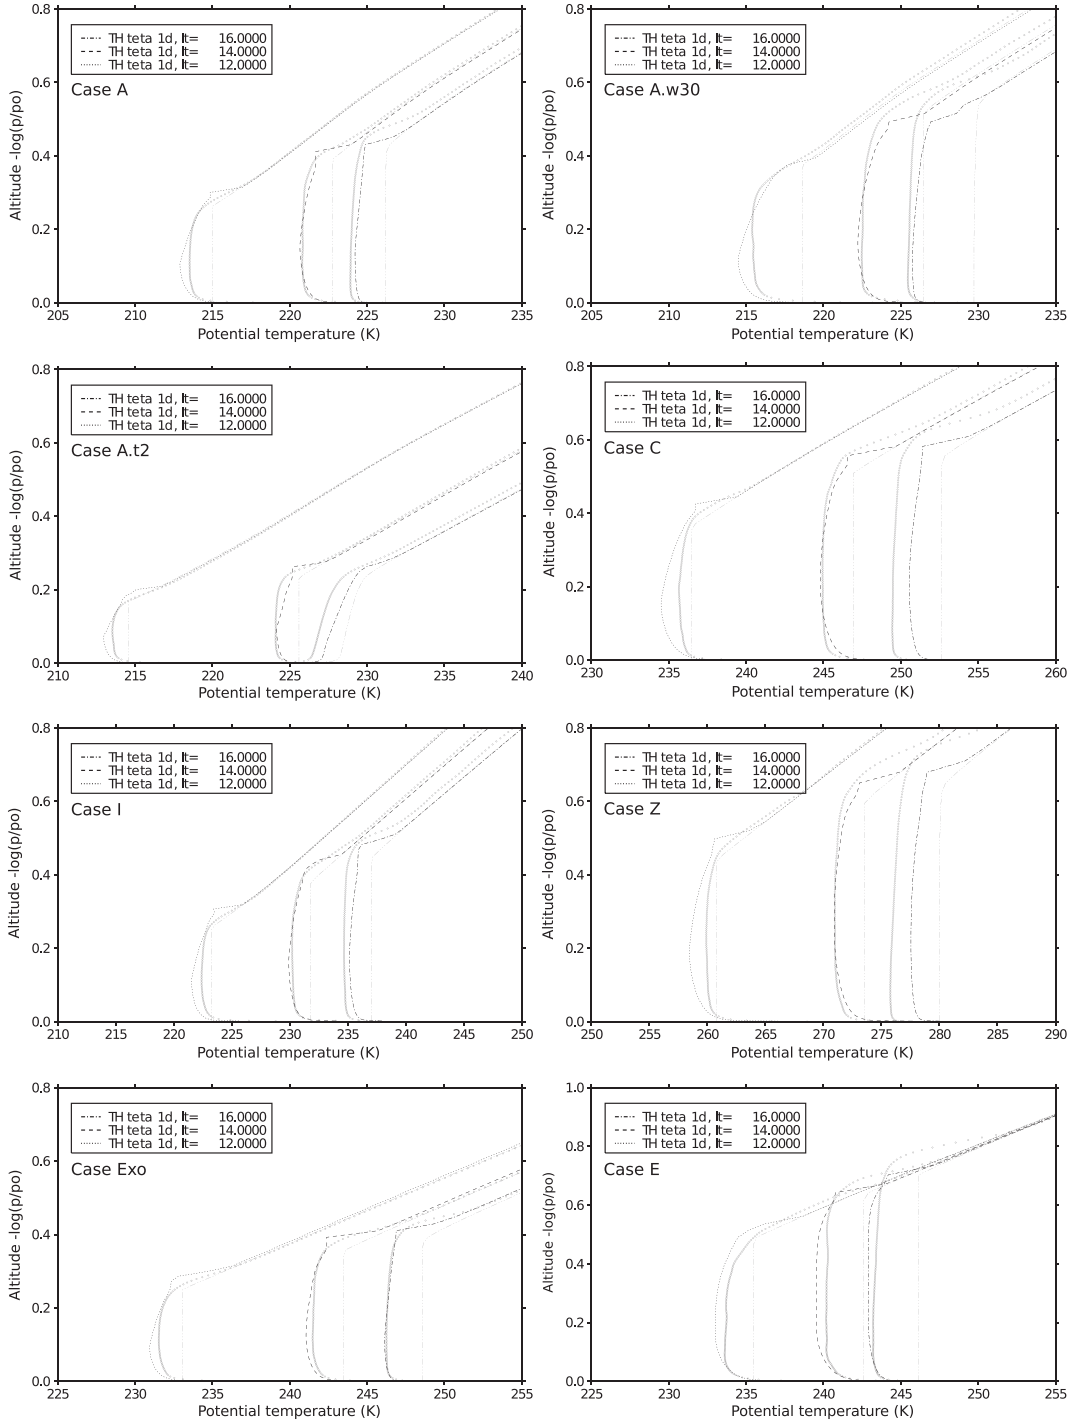 0.8
0.6
0.4
0.2
0.0
Altitude -log(p/po)
TH teta 1d, lt= 16.0000
TH teta 1d, lt= 14.0000
TH teta 1d, lt= 12.0000
Case A
205 210 215 220 225 230 235
Potential temperature (K)
0.8
0.6
0.4
0.2
0.0
Altitude -log(p/po)
TH teta 1d, lt= 16.0000
TH teta 1d, lt= 14.0000
TH teta 1d, lt= 12.0000
Case A.w30
205 210 215 220 225 230 235
Potential temperature (K)
0.8
0.6
0.4
0.2
0.0
Altitude -log(p/po)
TH teta 1d, lt= 16.0000
TH teta 1d, lt= 14.0000
TH teta 1d, lt= 12.0000
Case A.t2
210 215 220 225 230 235 240
Potential temperature (K)
0.8
0.6
0.4
0.2
0.0
Altitude -log(p/po)
TH teta 1d, lt= 16.0000
TH teta 1d, lt= 14.0000
TH teta 1d, lt= 12.0000
Case C
230 235 240 245 250 255 260
Potential temperature (K)
0.8
0.6
0.4
0.2
0.0
Altitude -log(p/po)
TH teta 1d, lt= 16.0000
TH teta 1d, lt= 14.0000
TH teta 1d, lt= 12.0000
Case I
210 215 220 225 230 235 240 245 250
Potential temperature (K)
0.8
0.6
0.4
0.2
0.0
Altitude -log(p/po)
TH teta 1d, lt= 16.0000
TH teta 1d, lt= 14.0000
TH teta 1d, lt= 12.0000
Case Z
250 255 260 265 270 275 280 285 290
Potential temperature (K)
0.8
0.6
0.4
0.2
0.0
Altitude -log(p/po)
TH teta 1d, lt= 16.0000
TH teta 1d, lt= 14.0000
TH teta 1d, lt= 12.0000
Case Exo
225 230 235 240 245 250 255
Potential temperature (K)
1.0
0.8
0.6
0.4
0.2
0.0
Altitude -log(p/po)
TH teta 1d, lt= 16.0000
TH teta 1d, lt= 14.0000
TH teta 1d, lt= 12.0000
Case E
225 230 235 240 245 250 255
Potential temperature (K)